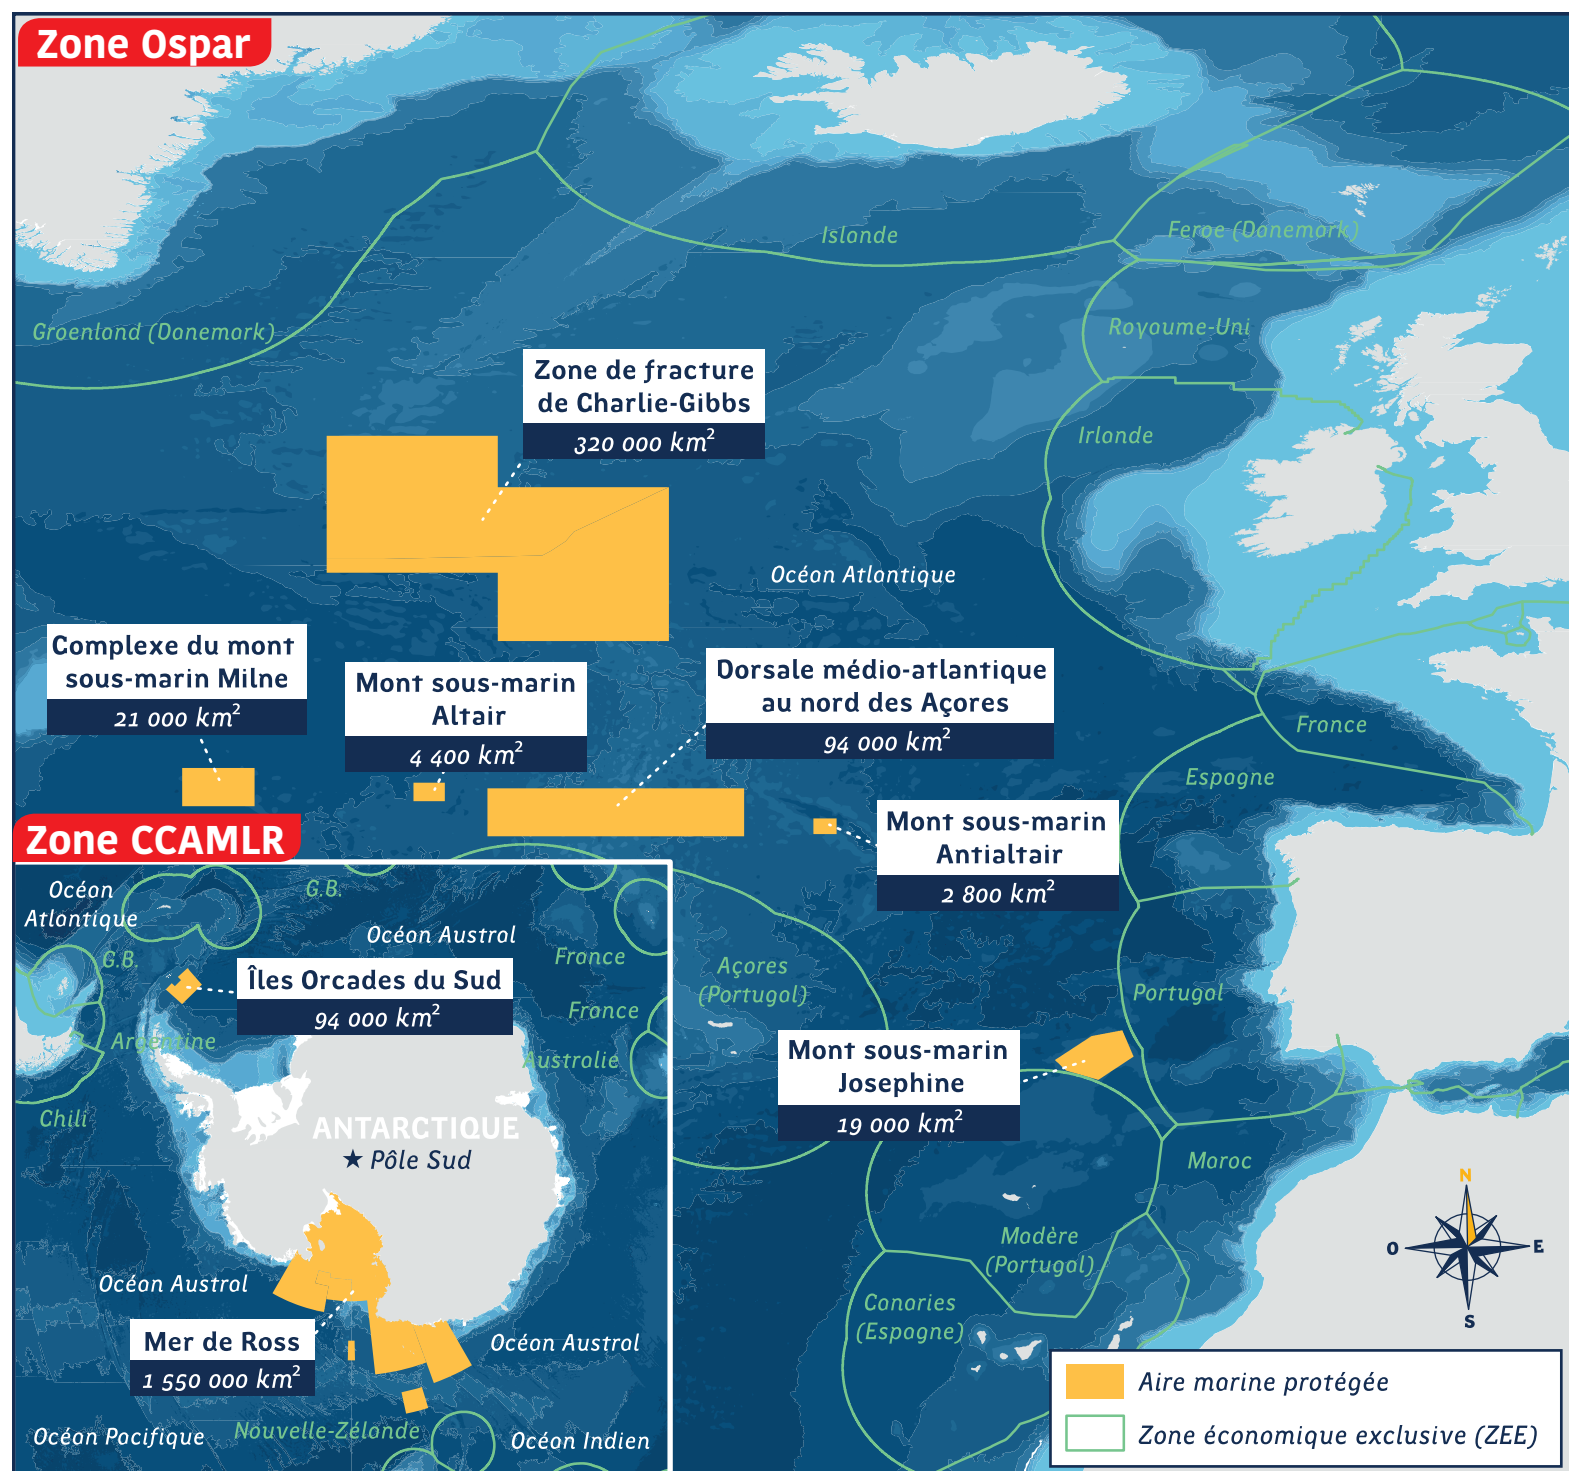 Zone Ospar
Islande
Feroe (Danemark)
Groenland (Danemark)
Royaume-Uni
Zone de fracture
de Charlie-Gibbs
320 000 km²
Irlande
Océan Atlantique
Complexe du mont
sous-marin Milne
21 000 km²
Mont sous-marin
Altair
4 400 km²
Dorsale médio-atlantique
au nord des Açores
94 000 km²
France
Espagne
Mont sous-marin
Antialtair
2 800 km²
Zone CCAMLR
Océan
Atlantique
G.B.
Océan Austral
G.B.
France
Îles Orcades du Sud
94 000 km²
France
Argentine
Australie
Chili
ANTARCTIQUE
★ Pôle Sud
Océan Austral
Mer de Ross
1 550 000 km²
Océan Austral
Nouvelle-Zélande
Océan Pacifique
Océan Indien
Açores
(Portugal)
Portugal
Mont sous-marin
Josephine
19 000 km²
Maroc
Madère
(Portugal)
Canaries
(Espagne)
N
O
E
S
Aire marine protégée
Zone économique exclusive (ZEE)